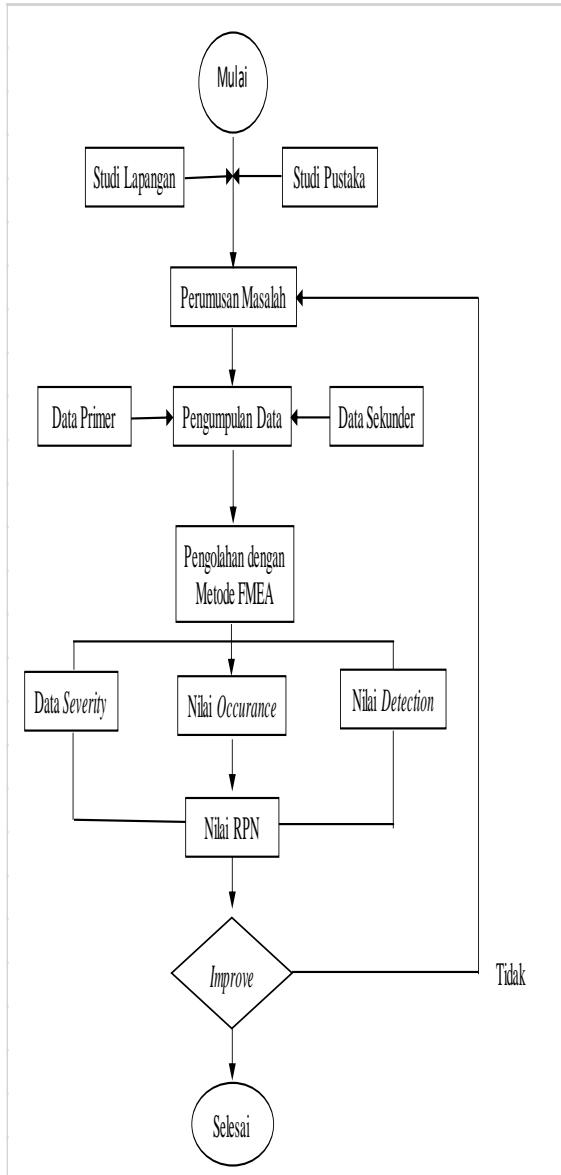 Mulai
Studi Lapangan
Studi Pustaka
Perumusan Masalah
Data Primer
Pengumpulan Data
Data Sekunder
Pengolahan dengan
Metode FMEA
Data Severity
Nilai Occurance
Nilai Detection
Nilai RPN
Improve
Tidak
Selesai